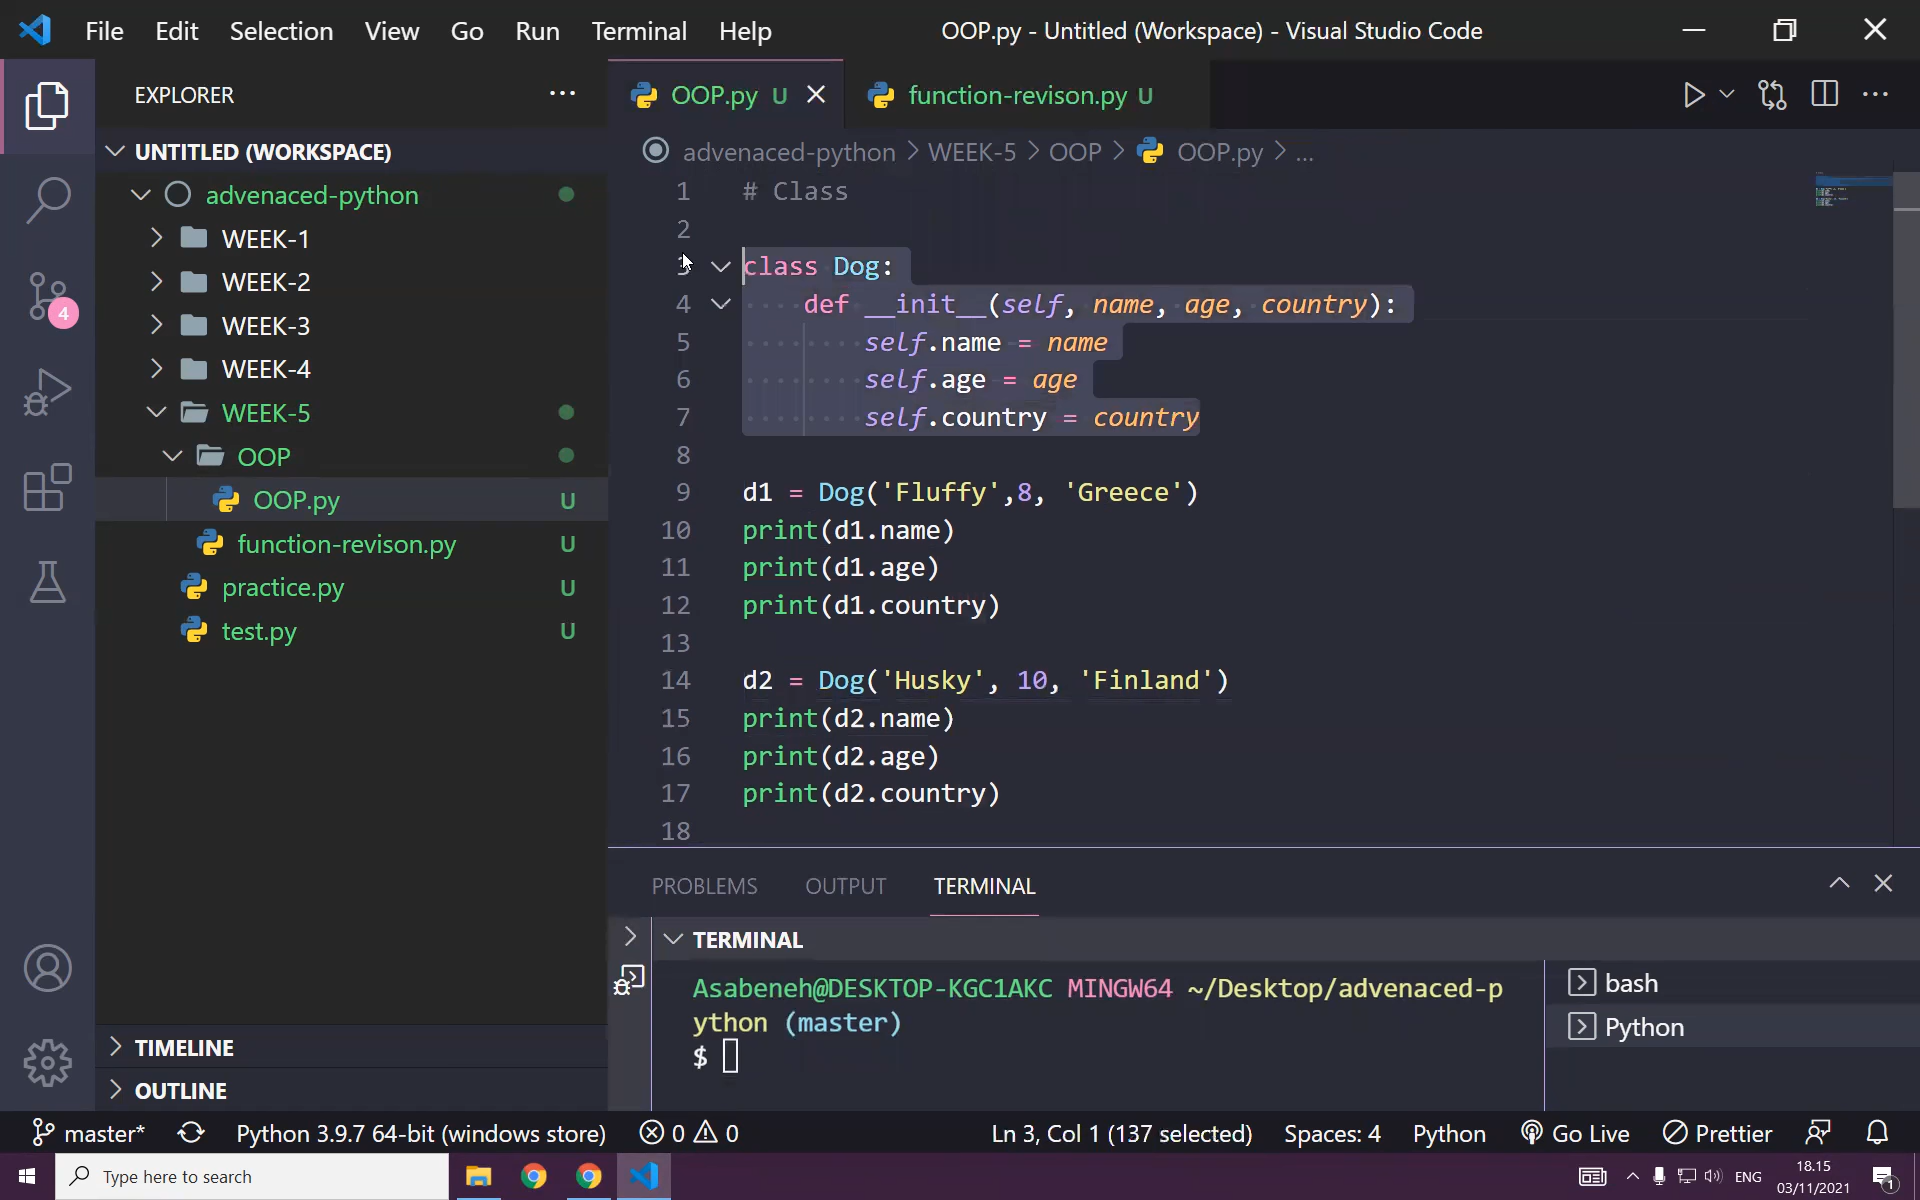 File Edit Selection View Go Run Terminal Help OOP.py - Untitled (Workspace) - Visual Studio Code
EXPLORER
UNTITLED (WORKSPACE)
advenaced-python
WEEK-1
WEEK-2
WEEK-3
WEEK-4
WEEK-5
OOP
OOP.py U
function-revison.py U
practice.py U
test.py U
TIMELINE
OUTLINE
4
OOP.py U function-revison.py U
advenaced-python > WEEK-5 > OOP > OOP.py > ...
1 # Class
2
3 class Dog:
4 def __init__(self, name, age, country):
5 self.name = name
6 self.age = age
7 self.country = country
8
9 d1 = Dog('Fluffy',8, 'Greece')
10 print(d1.name)
11 print(d1.age)
12 print(d1.country)
13
14 d2 = Dog('Husky', 10, 'Finland')
15 print(d2.name)
16 print(d2.age)
17 print(d2.country)
18
PROBLEMS OUTPUT TERMINAL
TERMINAL
Asabeneh@DESKTOP-KGC1AKC MINGW64 ~/Desktop/advenaced-p
ython (master)
$
bash
Python
master* Python 3.9.7 64-bit (windows store) 0 0 Ln 3, Col 1 (137 selected) Spaces: 4 Python Go Live Prettier
Type here to search ENG 18.15
03/11/2021 1